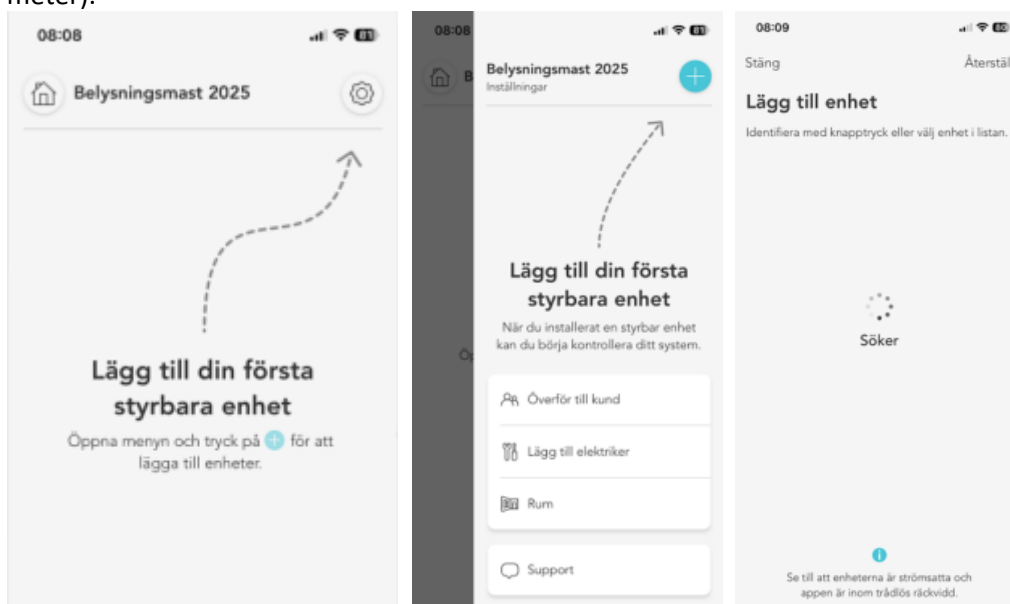 meter).
08:08
Belysningsmast 2025
Lägg till din första
styrbara enhet
Öppna menyn och tryck på + för att
lägga till enheter.
08:08
B
Öp
Belysningsmast 2025
Inställningar
Lägg till din första
styrbara enhet
När du installerat en styrbar enhet
kan du börja kontrollera ditt system.
Överför till kund
Lägg till elektriker
Rum
Support
08:09
Stäng
Återstäl
Lägg till enhet
Identifiera med knapptryck eller välj enhet i listan.
Söker
Se till att enheterna är strömsatta och
appen är inom trådlös räckvidd.